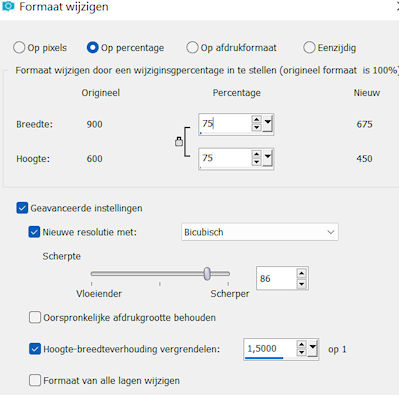 Formaat wijzigen
Op pixels Op percentage Op afdrukformaat Eenzijdig
Formaat wijzigen door een wijziginsgpercentage in te stellen (origineel formaat is 100%)
Origineel Percentage Nieuw
Breedte: 900 75 675
Hoogte: 600 75 450
Geavanceerde instellingen
Nieuwe resolutie met: Bicubisch
Scherpte
86
Vloeiender Scherper
Oorspronkelijke afdrukgrootte behouden
Hoogte-breedteverhouding vergrendelen: 1,5000 op 1
Formaat van alle lagen wijzigen